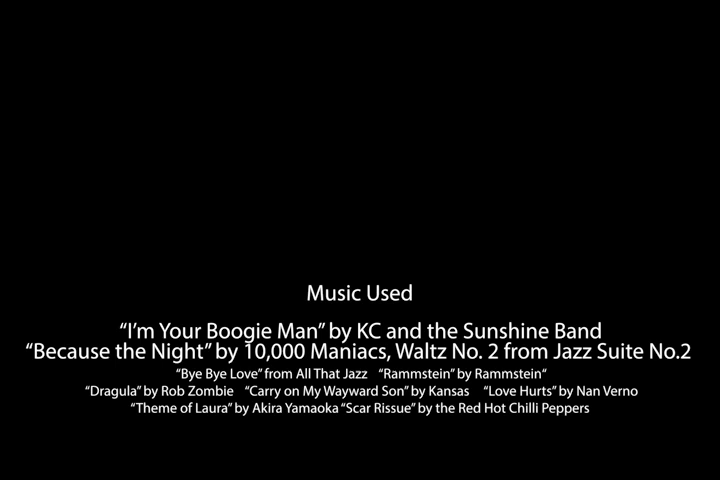 Music Used
“I’m Your Boogie Man” by KC and the Sunshine Band
“Because the Night” by 10,000 Maniacs, Waltz No. 2 from Jazz Suite No.2
“Bye Bye Love” from All That Jazz “Rammstein” by Rammstein“
“Dragula” by Rob Zombie “Carry on My Wayward Son” by Kansas “Love Hurts” by Nan Verno
“Theme of Laura” by Akira Yamaoka “Scar Rissue” by the Red Hot Chilli Peppers